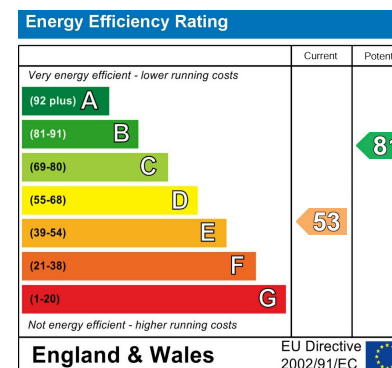 Energy Efficiency Rating
Current
Very energy efficient - lower running costs
(92 plus) A
(81-91) B
(69-80) C
(55-68) D
(39-54) E
53
(21-38) F
(1-20) G
Not energy efficient - higher running costs
England & Wales
EU Directive
2002/91/EC